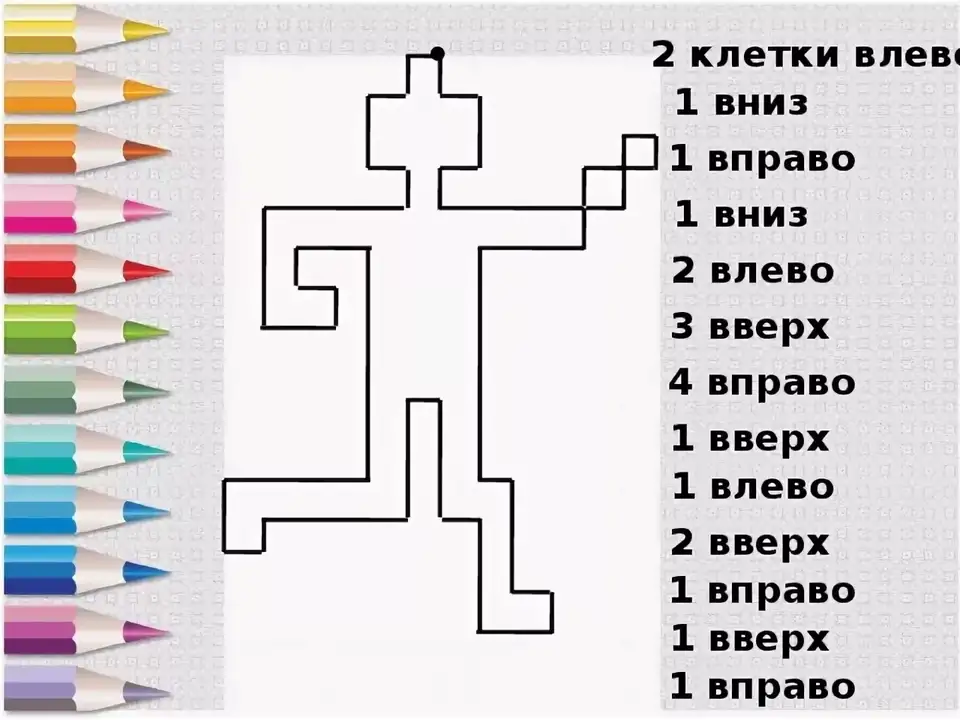 2 клетки влево
1 вниз
1 вправо
1 вниз
2 влево
3 вверх
4 вправо
1 вверх
1 влево
2 вверх
1 вправо
1 вверх
1 вправо